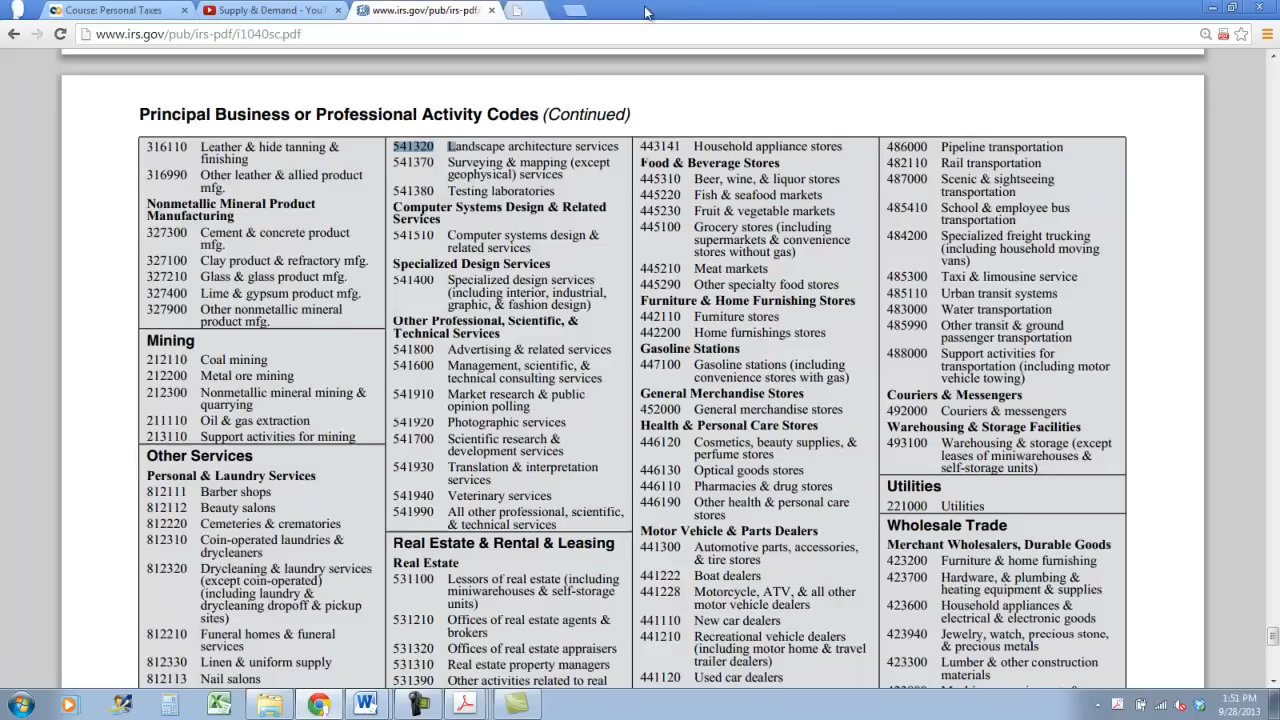 Course: Personal Taxes
Supply & Demand - YouT
www.irs.gov/pub/irs-pdf/
www.irs.gov/pub/irs-pdf/i1040sc.pdf
Principal Business or Professional Activity Codes (Continued)
316110 Leather & hide tanning &
finishing
316990 Other leather & allied product
mfg.
Nonmetallic Mineral Product
Manufacturing
327300 Cement & concrete product
mfg.
327100 Clay product & refractory mfg.
327210 Glass & glass product mfg.
327400 Lime & gypsum product mfg.
327900 Other nonmetallic mineral
product mfg.
Mining
212110 Coal mining
212200 Metal ore mining
212300 Nonmetallic mineral mining &
quarrying
211110 Oil & gas extraction
213110 Support activities for mining
Other Services
Personal & Laundry Services
812111 Barber shops
812112 Beauty salons
812220 Cemeteries & crematories
812310 Coin-operated laundries &
drycleaners
812320 Drycleaning & laundry services
(except coin-operated)
(including laundry &
drycleaning dropoff & pickup
sites)
812210 Funeral homes & funeral
services
812330 Linen & uniform supply
812113 Nail salons
541320 Landscape architecture services
541370 Surveying & mapping (except
geophysical) services
541380 Testing laboratories
Computer Systems Design & Related
Services
541510 Computer systems design &
related services
Specialized Design Services
541400 Specialized design services
(including interior, industrial,
graphic, & fashion design)
Other Professional, Scientific, &
Technical Services
541800 Advertising & related services
541600 Management, scientific, &
technical consulting services
541910 Market research & public
opinion polling
541920 Photographic services
541700 Scientific research &
development services
541930 Translation & interpretation
services
541940 Veterinary services
541990 All other professional, scientific,
& technical services
Real Estate & Rental & Leasing
Real Estate
531100 Lessors of real estate (including
miniwarehouses & self-storage
units)
531210 Offices of real estate agents &
brokers
531320 Offices of real estate appraisers
531310 Real estate property managers
531390 Other activities related to real
443141 Household appliance stores
Food & Beverage Stores
445310 Beer, wine, & liquor stores
445220 Fish & seafood markets
445230 Fruit & vegetable markets
445100 Grocery stores (including
supermarkets & convenience
stores without gas)
445210 Meat markets
445290 Other specialty food stores
Furniture & Home Furnishing Stores
442110 Furniture stores
442200 Home furnishings stores
Gasoline Stations
447100 Gasoline stations (including
convenience stores with gas)
General Merchandise Stores
452000 General merchandise stores
Health & Personal Care Stores
446120 Cosmetics, beauty supplies, &
perfume stores
446130 Optical goods stores
446110 Pharmacies & drug stores
446190 Other health & personal care
stores
Motor Vehicle & Parts Dealers
441300 Automotive parts, accessories,
& tire stores
441222 Boat dealers
441228 Motorcycle, ATV, & all other
motor vehicle dealers
441110 New car dealers
441210 Recreational vehicle dealers
(including motor home & travel
trailer dealers)
441120 Used car dealers
486000 Pipeline transportation
482110 Rail transportation
487000 Scenic & sightseeing
transportation
485410 School & employee bus
transportation
484200 Specialized freight trucking
(including household moving
vans)
485300 Taxi & limousine service
485110 Urban transit systems
483000 Water transportation
485990 Other transit & ground
passenger transportation
488000 Support activities for
transportation (including motor
vehicle towing)
Couriers & Messengers
492000 Couriers & messengers
Warehousing & Storage Facilities
493100 Warehousing & storage (except
leases of miniwarehouses &
self-storage units)
Utilities
221000 Utilities
Wholesale Trade
Merchant Wholesalers, Durable Goods
423200 Furniture & home furnishing
423700 Hardware, & plumbing &
heating equipment & supplies
423600 Household appliances &
electrical & electronic goods
423940 Jewelry, watch, precious stone,
& precious metals
423300 Lumber & other construction
materials
1:51 PM
9/28/2013